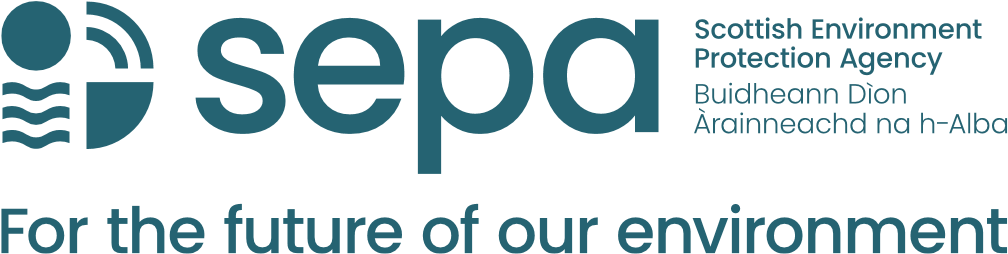 sepa
Scottish Environment
Protection Agency
Buidheann Dìon
Àrainneachd na h-Alba
For the future of our environment